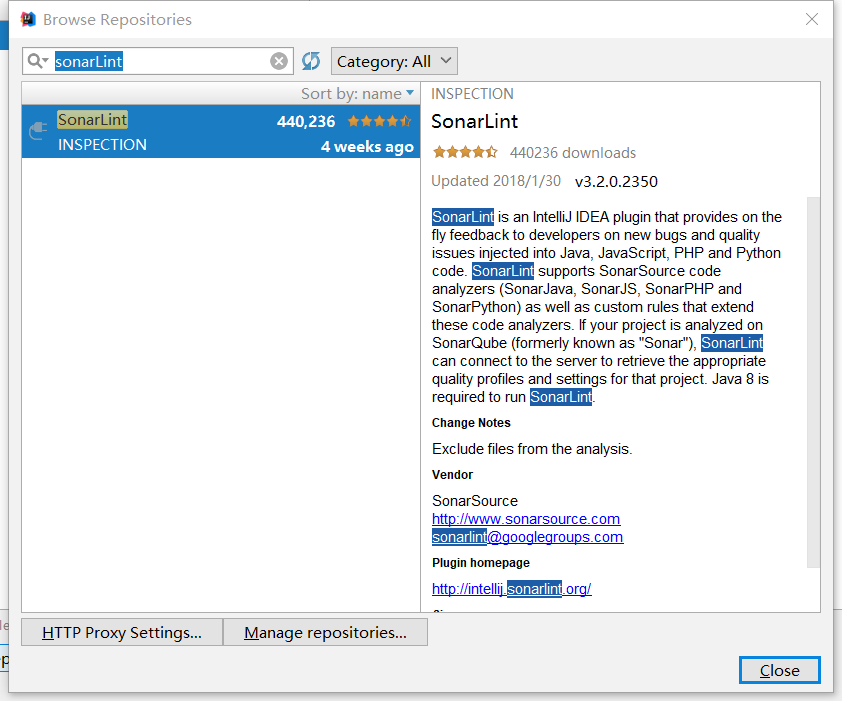 Browse Repositories
sonarLint
Category: All
Sort by: name
SonarLint
440,236
INSPECTION
4 weeks ago
INSPECTION
SonarLint
440236 downloads
Updated 2018/1/30 v3.2.0.2350
SonarLint is an IntelliJ IDEA plugin that provides on the
fly feedback to developers on new bugs and quality
issues injected into Java, JavaScript, PHP and Python
code. SonarLint supports SonarSource code
analyzers (SonarJava, SonarJS, SonarPHP and
SonarPython) as well as custom rules that extend
these code analyzers. If your project is analyzed on
SonarQube (formerly known as "Sonar"), SonarLint
can connect to the server to retrieve the appropriate
quality profiles and settings for that project. Java 8 is
required to run SonarLint.
Change Notes
Exclude files from the analysis.
Vendor
SonarSource
http://www.sonarsource.com
sonarlint@googlegroups.com
Plugin homepage
http://intellij.sonarlint.org/
HTTP Proxy Settings...
Manage repositories...
Close